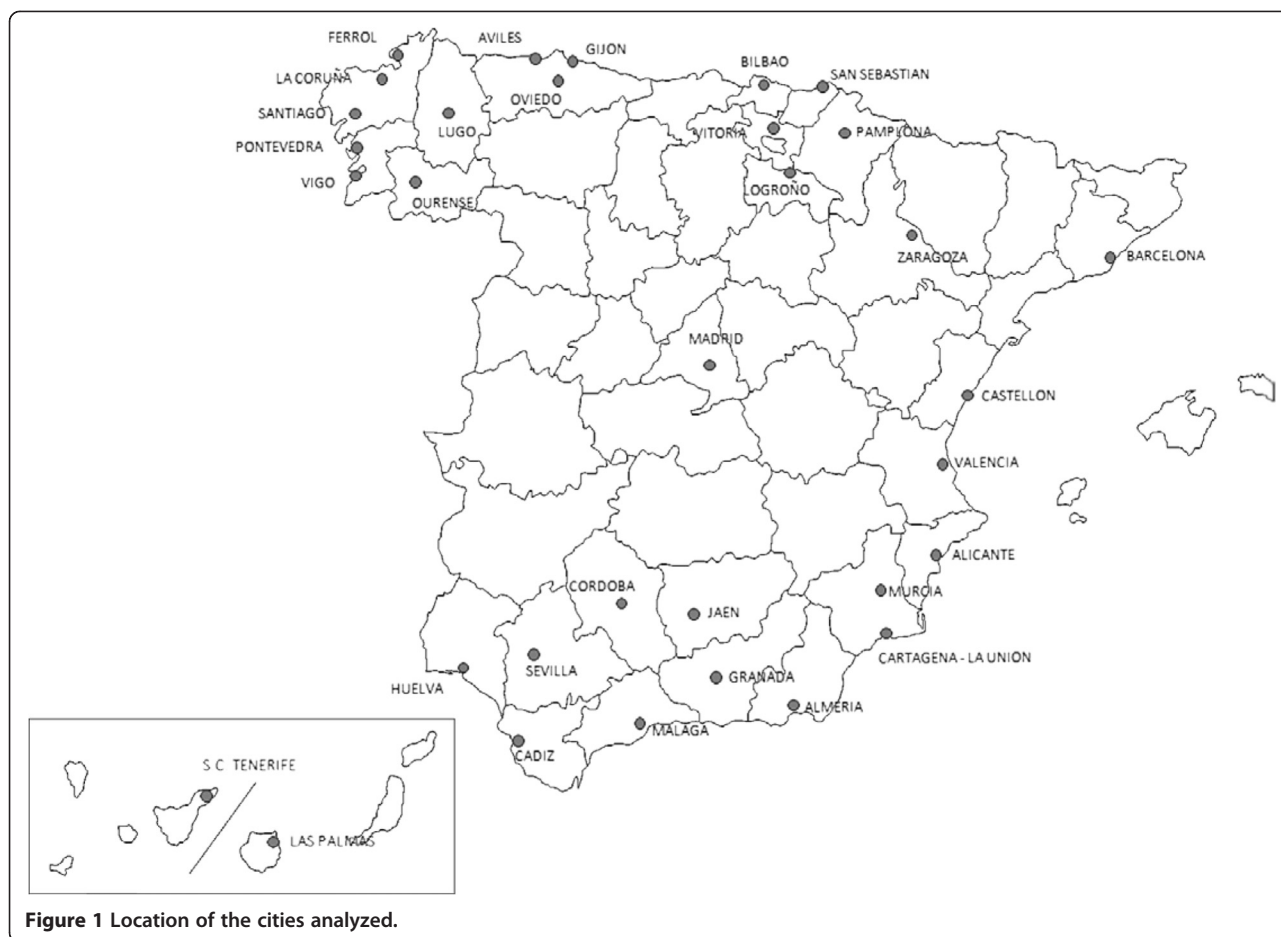 FERROL
AVILES
GIJON
LA CORUÑA
OVIEDO
BILBAO
SAN SEBASTIAN
SANTIAGO
LUGO
VITORIA
PAMPLONA
PONTEVEDRA
VIGO
OURENSE
LOGROÑO
ZARAGOZA
BARCELONA
MADRID
CASTELLON
VALENCIA
ALICANTE
CORDOBA
JAEN
MURCIA
CARTAGENA - LA UNION
HUELVA
SEVILLA
GRANADA
ALMERIA
CADIZ
MALAGA
S C TENERIFE
LAS PALMAS
Figure 1 Location of the cities analyzed.